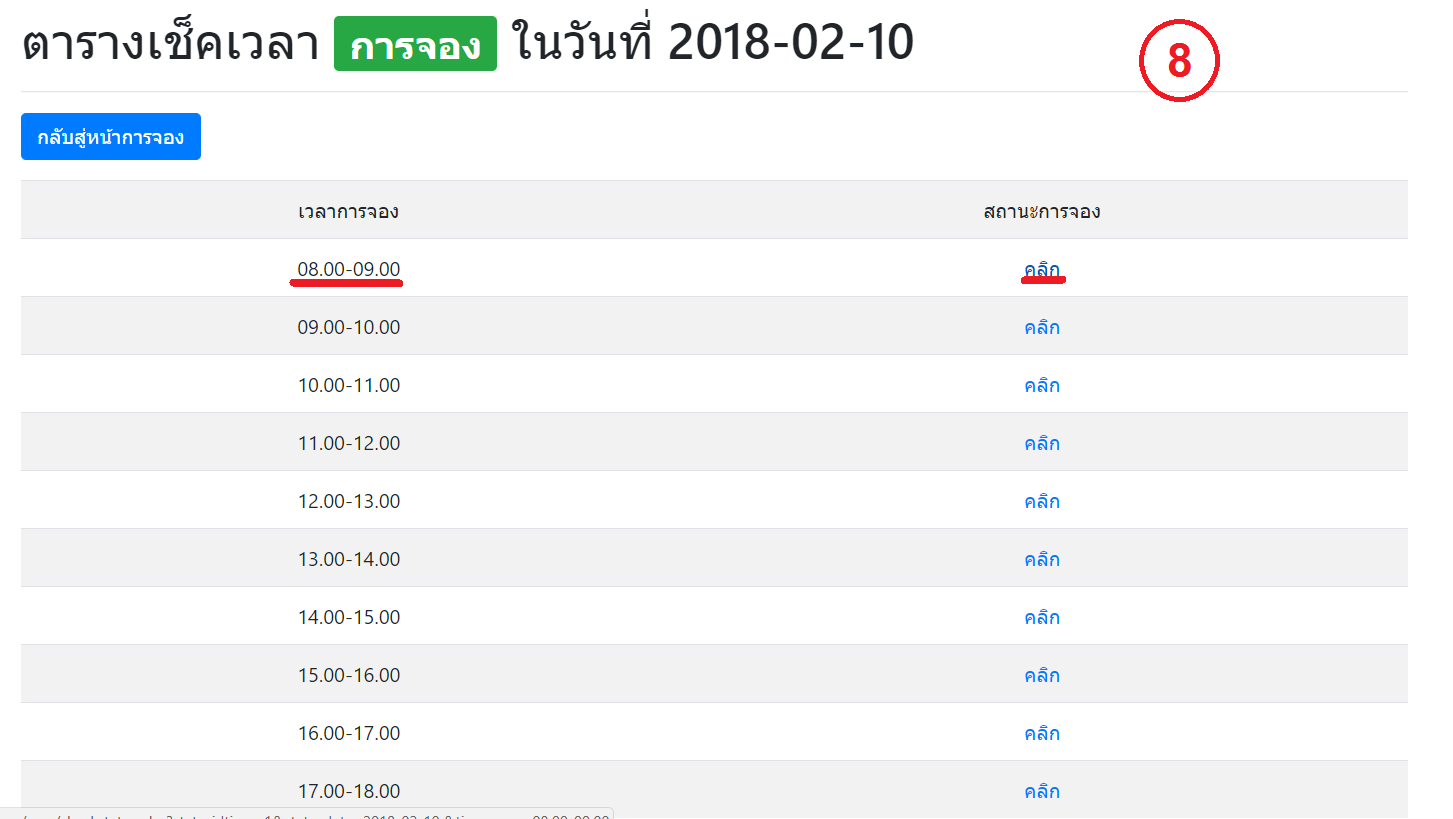 ตารางเช็คเวลา การจอง ในวันที่ 2018-02-10
8
กลับสู่หน้าการจอง
เวลาการจอง สถานะการจอง
08.00-09.00 คลิก
09.00-10.00 คลิก
10.00-11.00 คลิก
11.00-12.00 คลิก
12.00-13.00 คลิก
13.00-14.00 คลิก
14.00-15.00 คลิก
15.00-16.00 คลิก
16.00-17.00 คลิก
17.00-18.00 คลิก